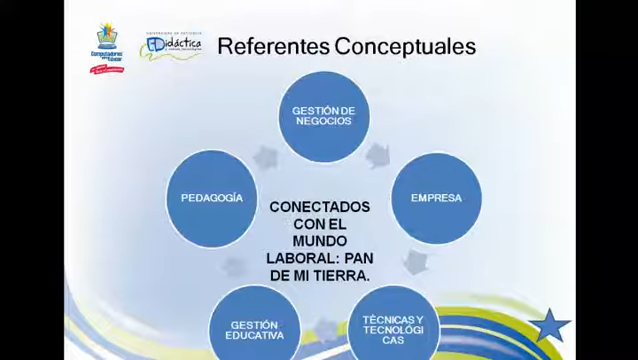 Computadores
para Educar
Didáctica
Referentes Conceptuales
GESTIÓN DE
NEGOCIOS
PEDAGOGÍA
EMPRESA
CONECTADOS
CON EL
MUNDO
LABORAL: PAN
DE MI TIERRA.
GESTIÓN
EDUCATIVA
TÈCNICAS Y
TECNOLÓGI
CAS